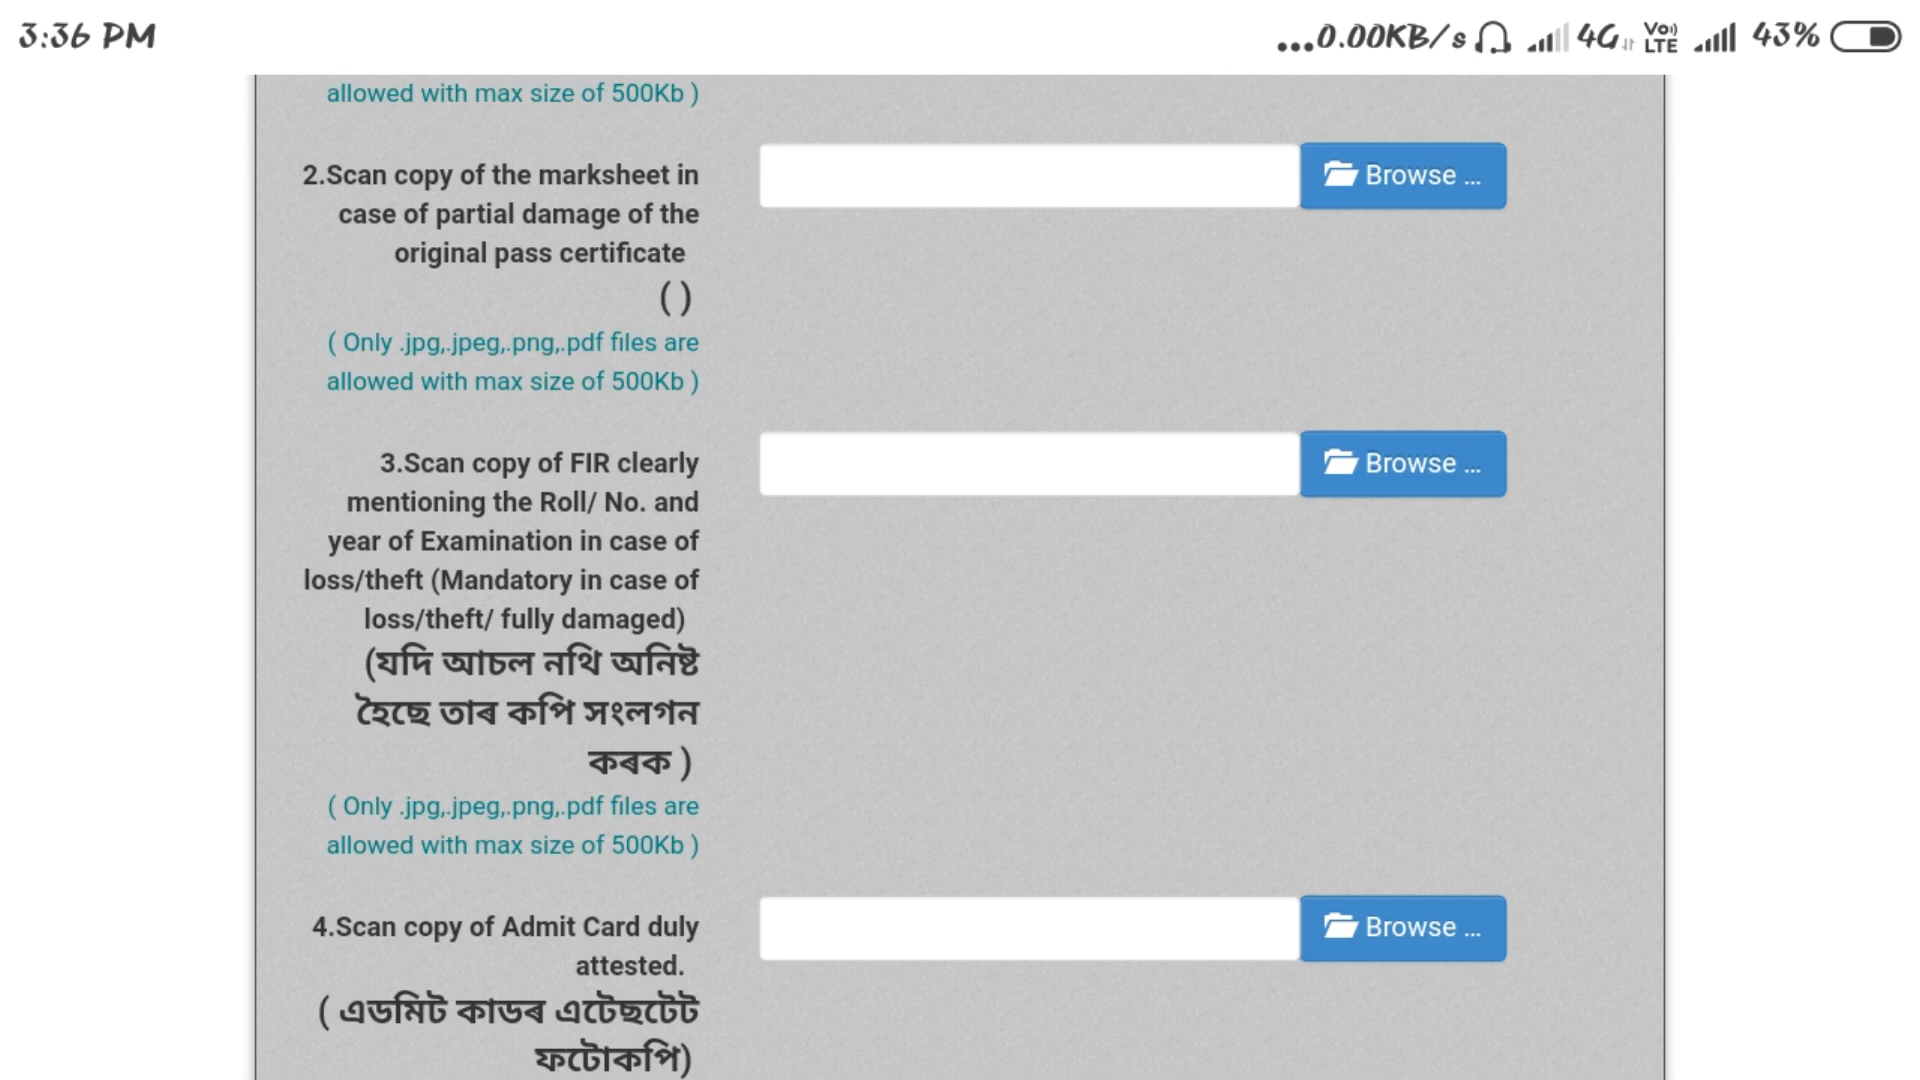 3:36 PM ...0.00KB/s 4G VoLTE 43%
allowed with max size of 500Kb )
2.Scan copy of the marksheet in Browse ...
case of partial damage of the
original pass certificate
( )
( Only .jpg,.jpeg,.png,.pdf files are
allowed with max size of 500Kb )
3.Scan copy of FIR clearly Browse ...
mentioning the Roll/ No. and
year of Examination in case of
loss/theft (Mandatory in case of
loss/theft/ fully damaged)
(যদি আচল নথি অনিষ্ট
হৈছে তাৰ কপি সংলগন
কৰক )
( Only .jpg,.jpeg,.png,.pdf files are
allowed with max size of 500Kb )
4.Scan copy of Admit Card duly Browse ...
attested.
( এডমিট কাডৰ এটেছটেট
ফটোকপি)